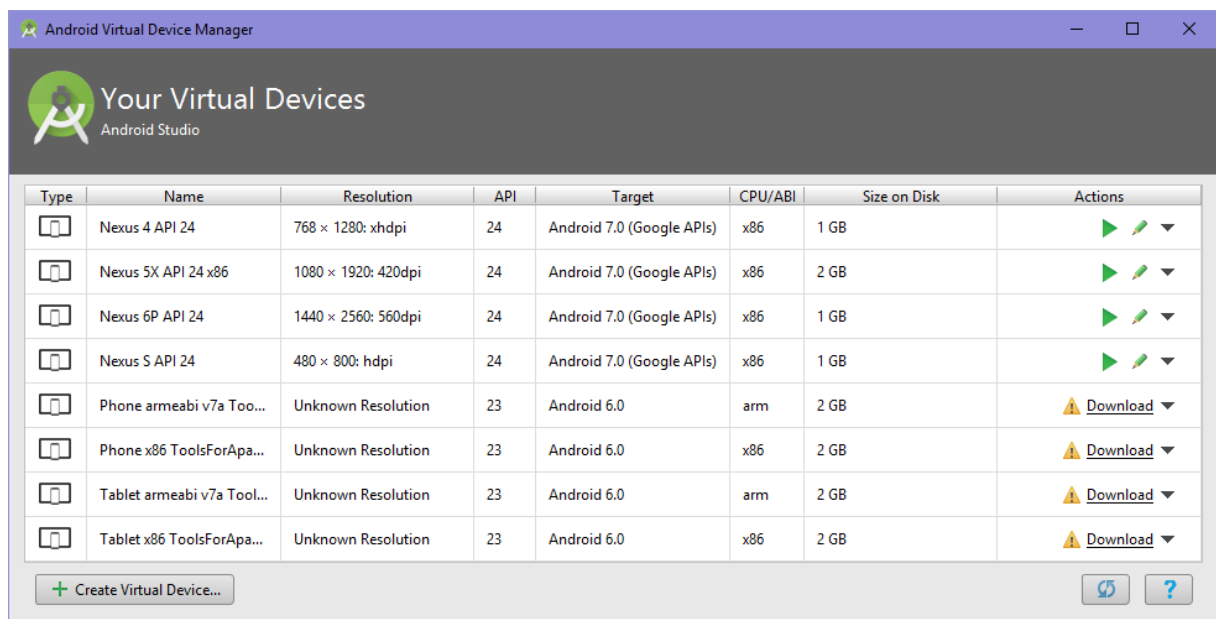 Android Virtual Device Manager
Your Virtual Devices
Android Studio
Type Name Resolution API Target CPU/ABI Size on Disk Actions
Nexus 4 API 24 768 × 1280: xhdpi 24 Android 7.0 (Google APIs) x86 1 GB
Nexus 5X API 24 x86 1080 × 1920: 420dpi 24 Android 7.0 (Google APIs) x86 2 GB
Nexus 6P API 24 1440 × 2560: 560dpi 24 Android 7.0 (Google APIs) x86 1 GB
Nexus S API 24 480 × 800: hdpi 24 Android 7.0 (Google APIs) x86 1 GB
Phone armeabi v7a Too... Unknown Resolution 23 Android 6.0 arm 2 GB Download
Phone x86 ToolsForApa... Unknown Resolution 23 Android 6.0 x86 2 GB Download
Tablet armeabi v7a Tool... Unknown Resolution 23 Android 6.0 arm 2 GB Download
Tablet x86 ToolsForApa... Unknown Resolution 23 Android 6.0 x86 2 GB Download
Create Virtual Device... ?